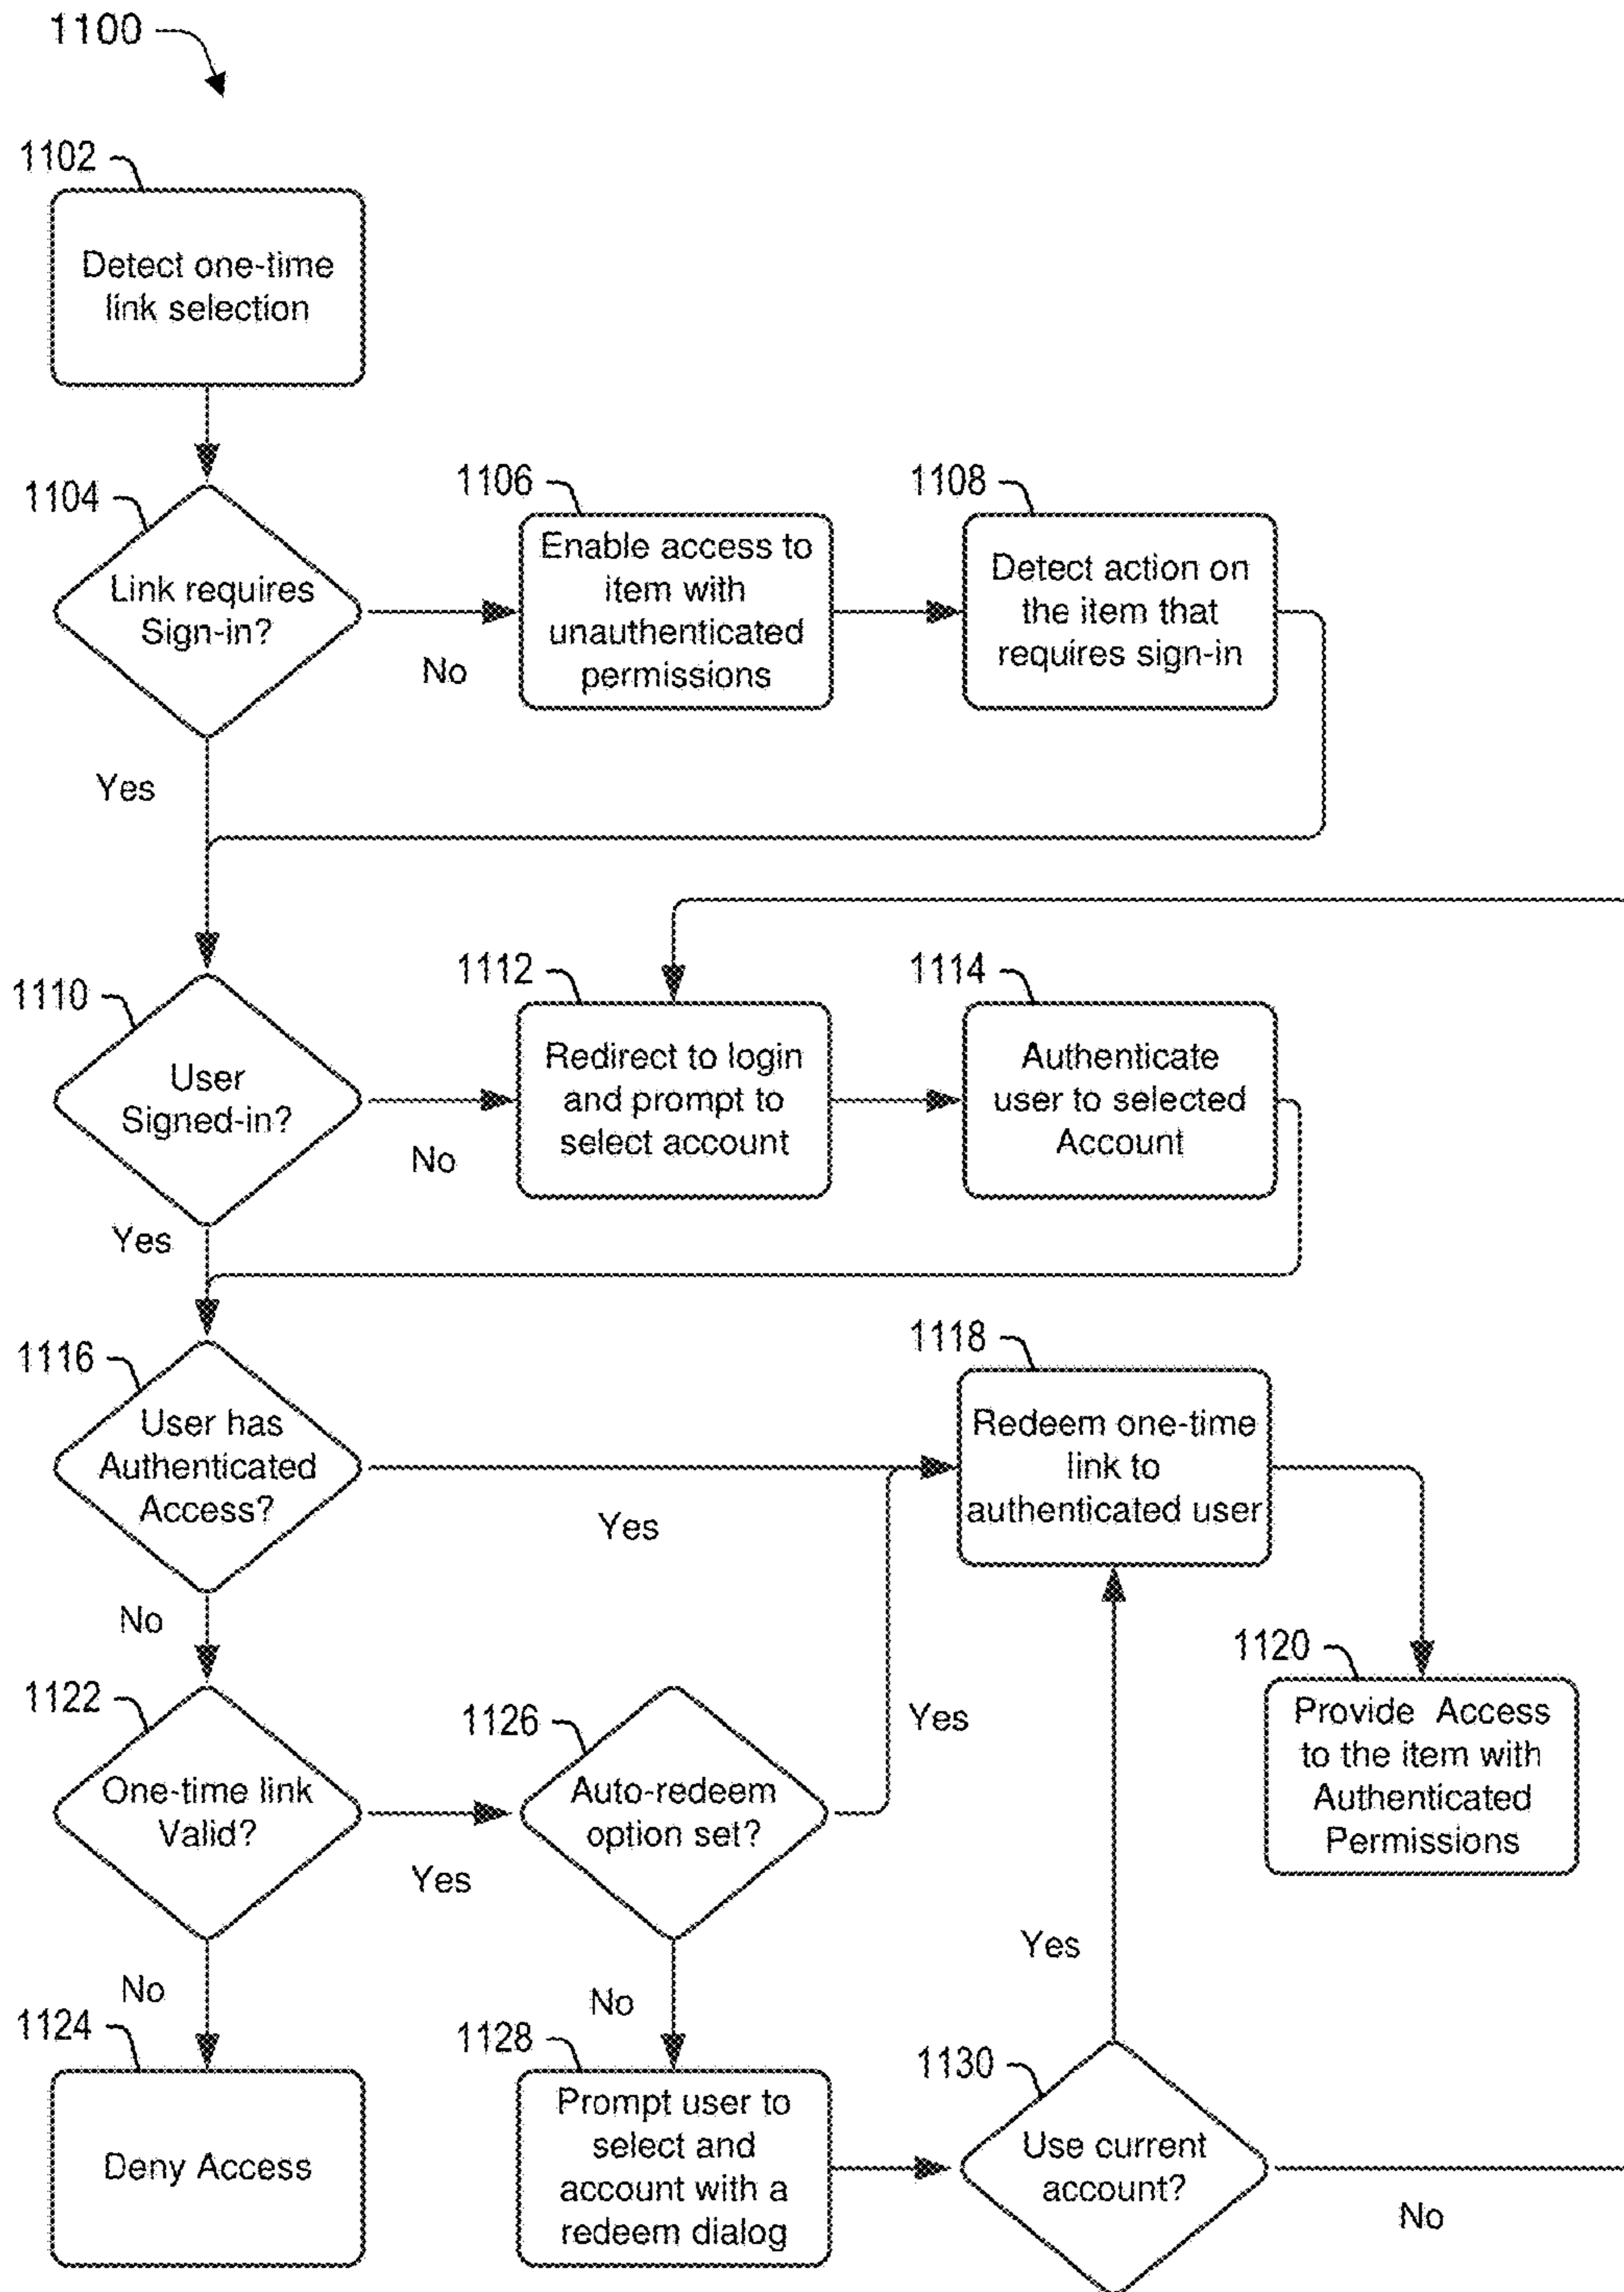 1100
1102
Detect one-time
link selection
1104
Link requires
Sign-in?
No
Yes
1106
Enable access to
item with
unauthenticated
permissions
1108
Detect action on
the item that
requires sign-in
1110
User
Signed-in?
No
Yes
1112
Redirect to login
and prompt to
select account
1114
Authenticate
user to selected
Account
1116
User has
Authenticated
Access?
Yes
No
1118
Redeem one-time
link to
authenticated user
1120
Provide Access
to the item with
Authenticated
Permissions
1122
One-time link
Valid?
Yes
No
1124
Deny Access
1126
Auto-redeem
option set?
Yes
No
1128
Prompt user to
select and
account with a
redeem dialog
1130
Use current
account?
Yes
No